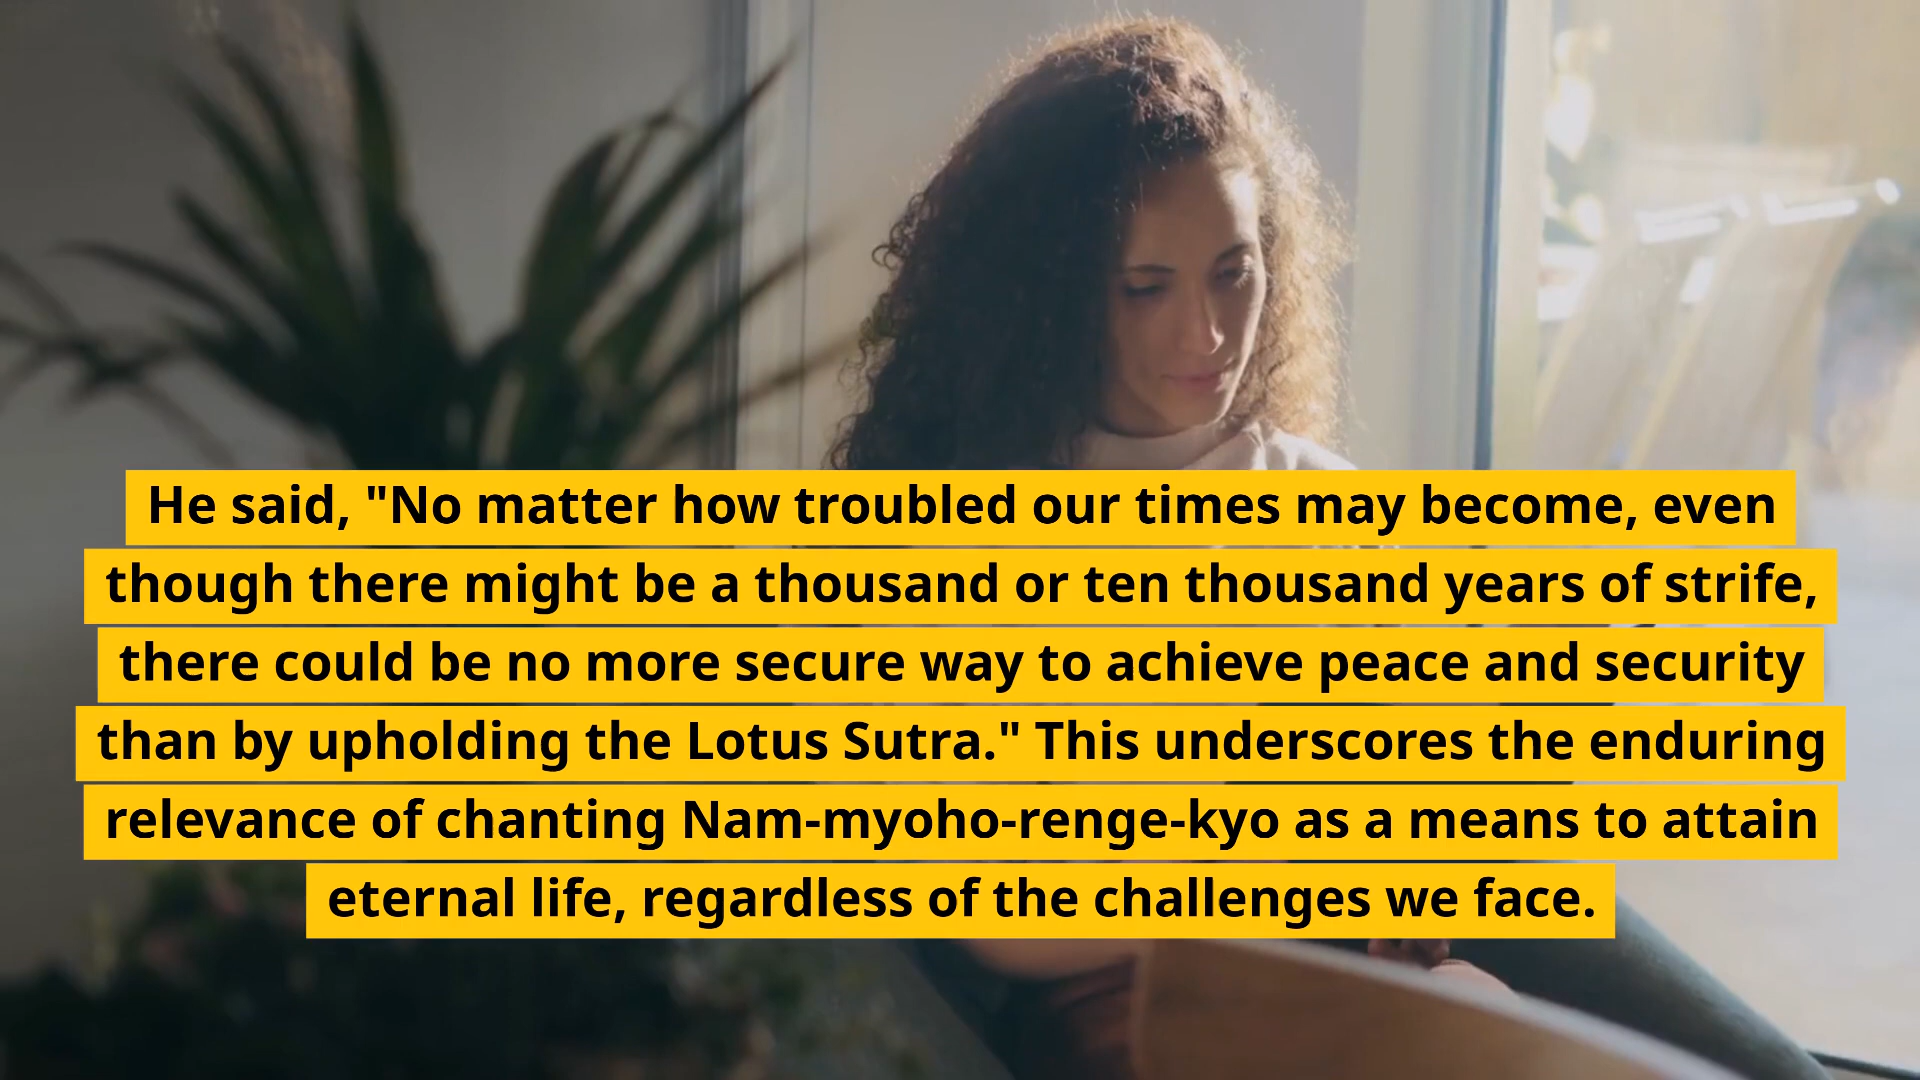 He said, "No matter how troubled our times may become, even
though there might be a thousand or ten thousand years of strife,
there could be no more secure way to achieve peace and security
than by upholding the Lotus Sutra." This underscores the enduring
relevance of chanting Nam-myoho-renge-kyo as a means to attain
eternal life, regardless of the challenges we face.